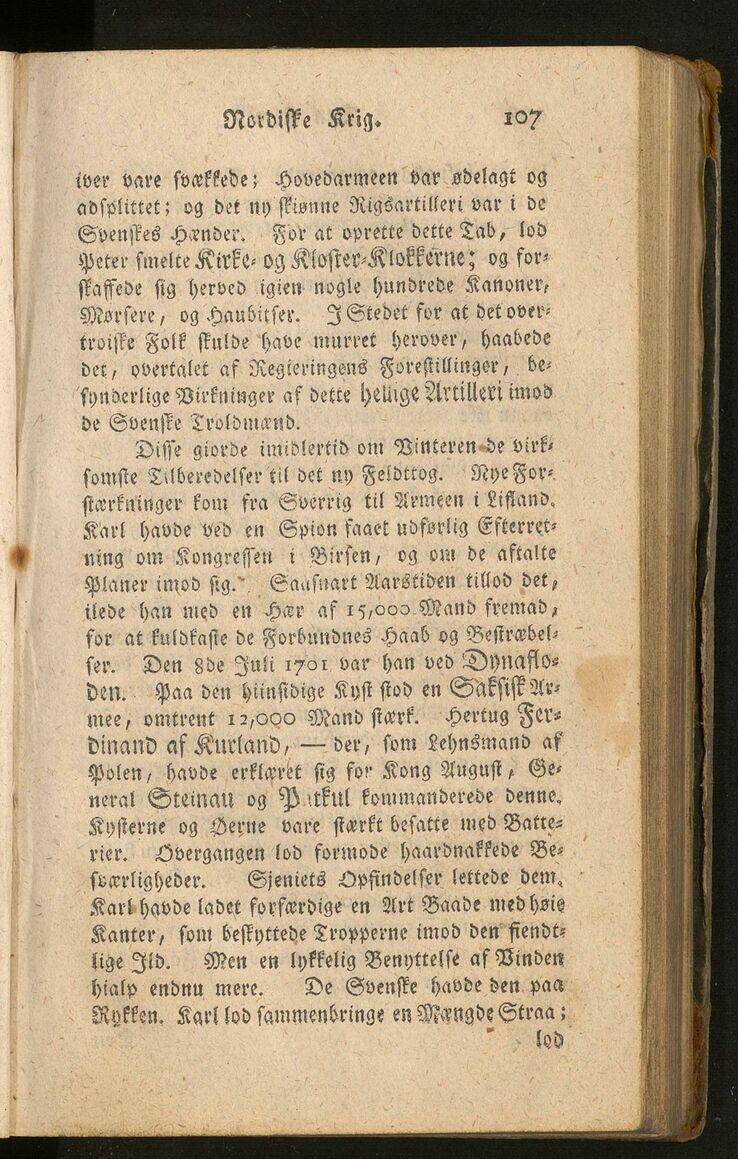 Nordiske Krig. 107
iver vare svækkede; Hovedarmeen var ødelagt og
adsplittet; og det ny skiønne Rigsartilleri var i de
Svenskes Hænder. For at oprette dette Tab, lod
Peter smelte Kirke- og Kloster-Klokkerne; og for-
skaffede sig herved igien nogle hundrede Kanoner,
Mørsere, og Haubitser. I Stedet for at det over-
troiske Folk skulde have murret herover, haabede
det, overtalet af Regieringens Forestillinger, be-
synderlige Virkninger af dette hellige Artilleri imod
de Svenske Troldmænd.
Disse giorde imidlertid om Vinteren de virk-
somste Tilberedelser til det ny Feldttog. Nye For-
stærkninger kom fra Sverrig til Armeen i Lifland.
Karl havde ved en Spion faaet udførlig Efterret-
ning om Kongressen i Birsen, og om de aftalte
Planer imod sig. Saasnart Aarstiden tillod det,
ilede han med en Hær af 15,000 Mand fremad,
for at kuldkaste de Forbundnes Haab og Bestræbel-
ser. Den 8de Juli 1701 var han ved Dynaflo-
den. Paa den hiinsidige Kyst stod en Saksisk Ar-
mee, omtrent 12,000 Mand stærk. Hertug Fer-
dinand af Kurland, — der, som Lehnsmand af
Polen, havde erklæret sig for Kong August, Ge-
neral Steinau og Patkul kommanderede denne.
Kysterne og Øerne vare stærkt besatte med Batte-
rier. Overgangen lod formode haardnakkede Be-
sværligheder. Sjeniets Opfindelser lettede dem.
Karl havde ladet forfærdige en Art Baade med høie
Kanter, som beskyttede Tropperne imod den fiendt-
lige Ild. Men en lykkelig Benyttelse af Vinden
hialp endnu mere. De Svenske havde den paa
Rykken. Karl lod sammenbringe en Mængde Straa;
lod